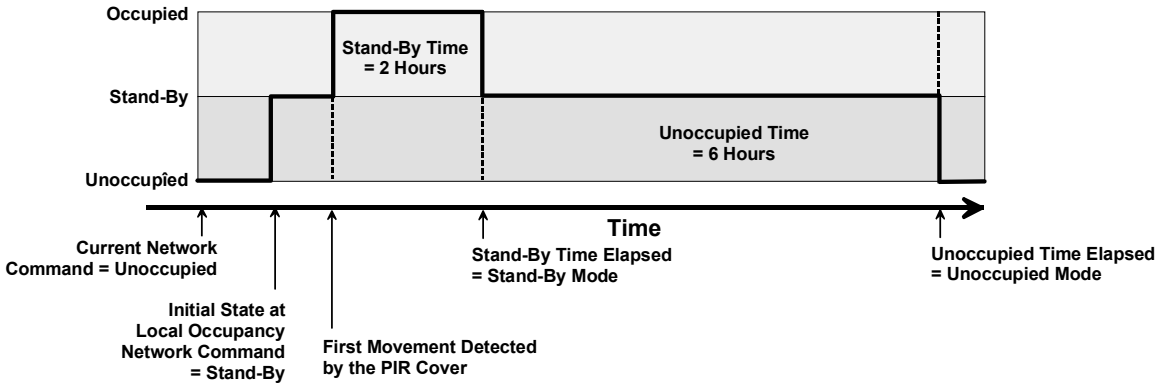 Occupied
Stand-By
Unoccupîed
Stand-By Time
= 2 Hours
Unoccupied Time
= 6 Hours
Time
Current Network
Command = Unoccupied
Initial State at
Local Occupancy
Network Command
= Stand-By
First Movement Detected
by the PIR Cover
Stand-By Time Elapsed
= Stand-By Mode
Unoccupied Time Elapsed
= Unoccupied Mode